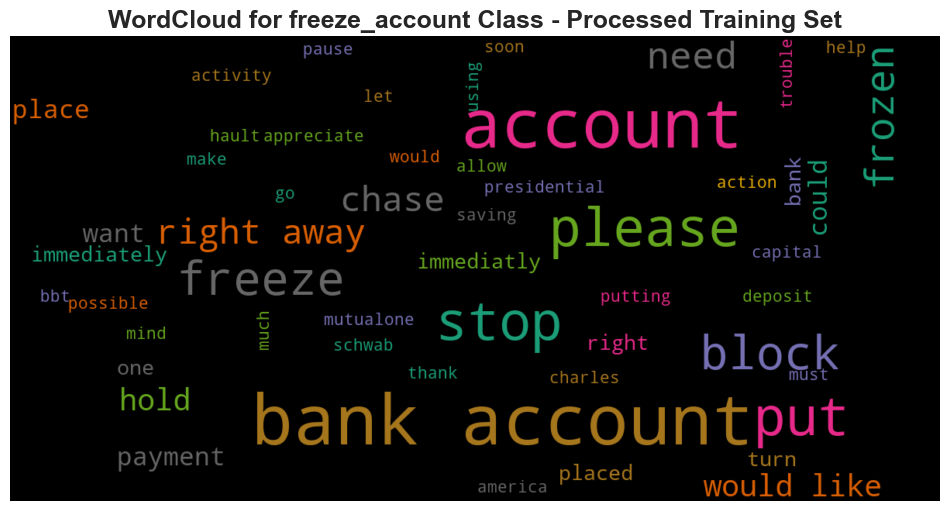 WordCloud for freeze_account Class - Processed Training Set
pause
soon
need
trouble
help
activity
using
frozen
place
let
account
hault
appreciate
make
would
allow
action
bank
could
go
chase
presidential
saving
want
right away
please
immediately
immediatly
capital
freeze
bbt
possible
putting
deposit
mind
much
mutualone
stop
schwab
right
block
one
thank
charles
must
hold
bank account
put
payment
placed
turn
america
would like